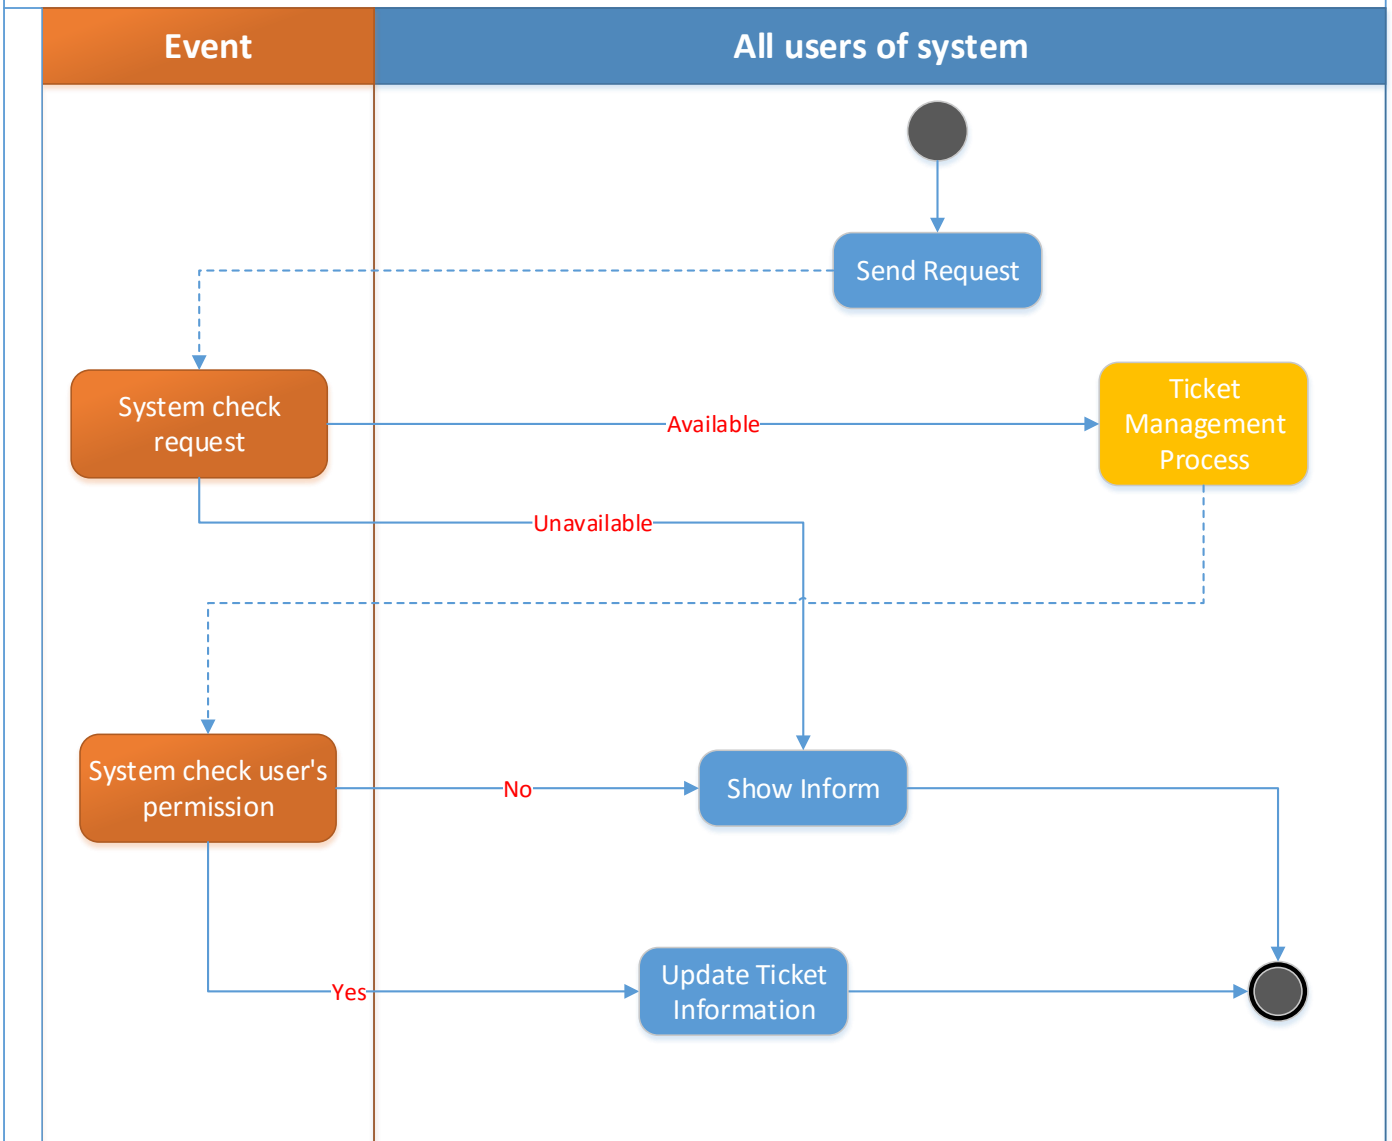 Event
All users of system
Send Request
System check
request
Available
Ticket
Management
Process
Unavailable
System check user's
permission
No
Show Inform
Yes
Update Ticket
Information